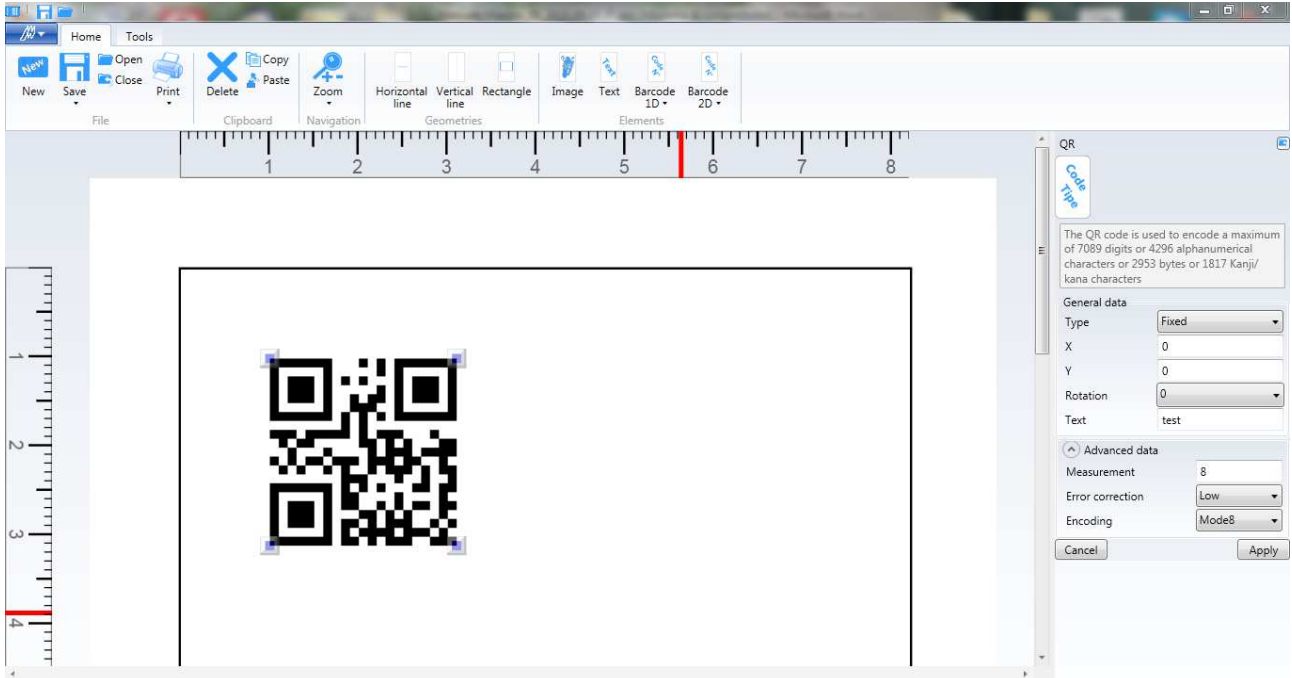 Home Tools
New Save Open Close Print Delete Copy Paste Zoom Horizontal line Vertical line Rectangle Image Text Barcode 1D Barcode 2D
File Clipboard Navigation Geometries Elements
1 2 3 4 5 6 7 8
1
2
3
4
QR
Code
Tipe
The QR code is used to encode a maximum
of 7089 digits or 4296 alphanumerical
characters or 2953 bytes or 1817 Kanji/
kana characters
General data
Type Fixed
X 0
Y 0
Rotation 0
Text test
Advanced data
Measurement 8
Error correction Low
Encoding Mode8
Cancel Apply